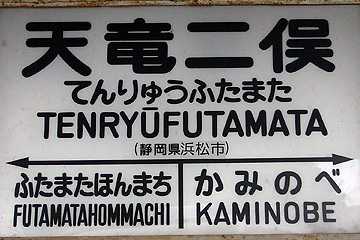 天竜二俣
てんりゅうふたまた
TENRYŪFUTAMATA
(静岡県浜松市)
ふたまたほんまち
FUTAMATAHOMMACHI
かみのべ
KAMINOBE